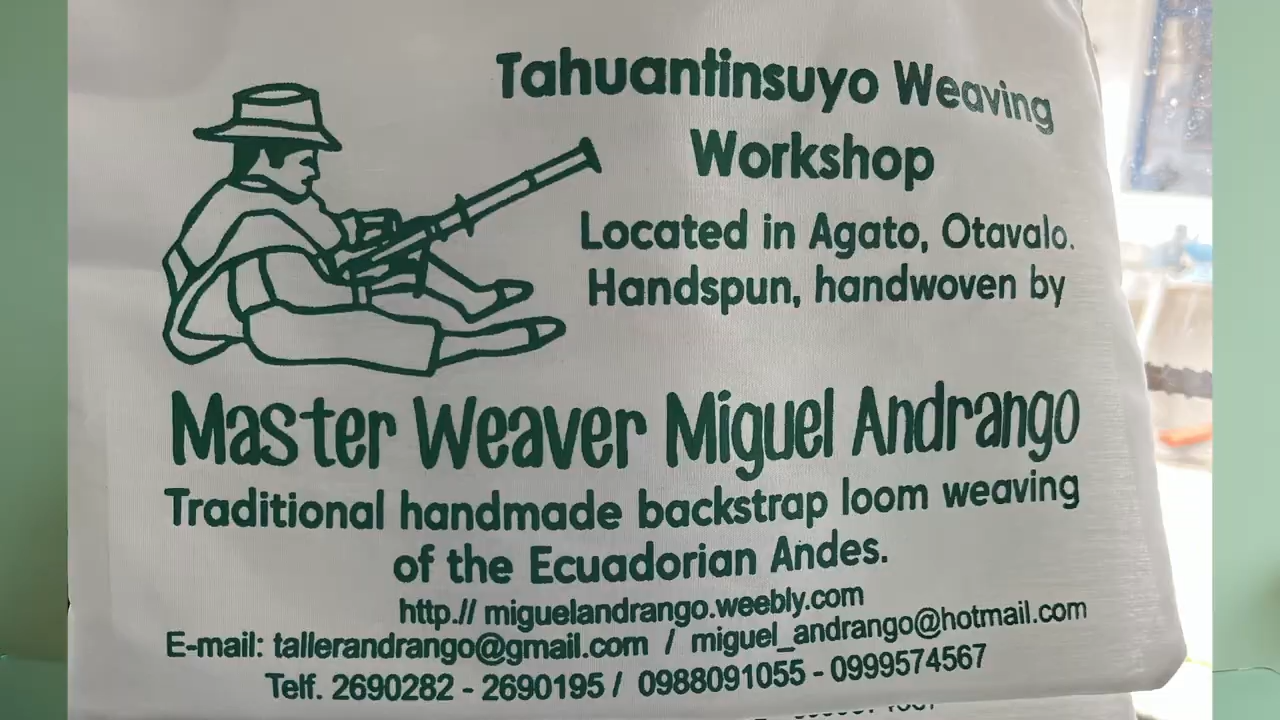 Tahuantinsuyo Weaving
Workshop
Located in Agato, Otavalo.
Handspun, handwoven by
Master Weaver Miguel Andrango
Traditional handmade backstrap loom weaving
of the Ecuadorian Andes.
http.// miguelandrango.weebly.com
E-mail: tallerandrango@gmail.com / miguel_andrango@hotmail.com
Telf. 2690282 - 2690195 / 0988091055 - 0999574567